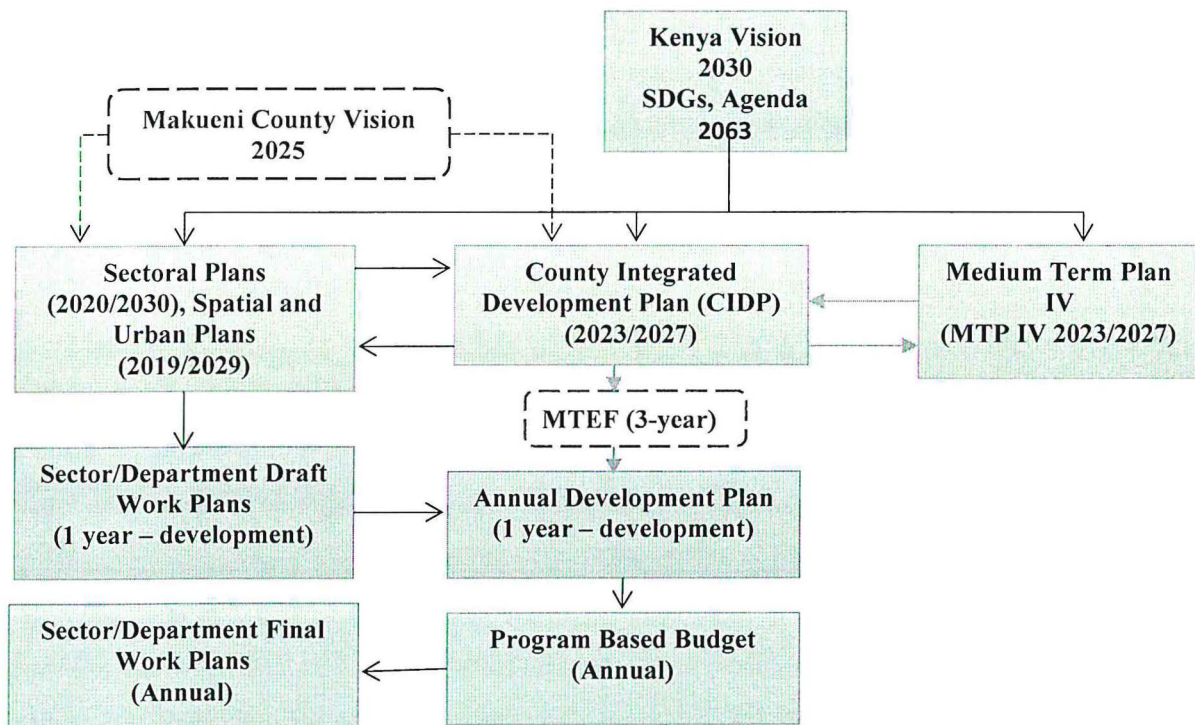 Kenya Vision
2030
SDGs, Agenda
2063
Makueni County Vision
2025
Sectoral Plans
(2020/2030), Spatial and
Urban Plans
(2019/2029)
County Integrated
Development Plan (CIDP)
(2023/2027)
Medium Term Plan
IV
(MTP IV 2023/2027)
MTEF (3-year)
Sector/Department Draft
Work Plans
(1 year – development)
Annual Development Plan
(1 year – development)
Sector/Department Final
Work Plans
(Annual)
Program Based Budget
(Annual)